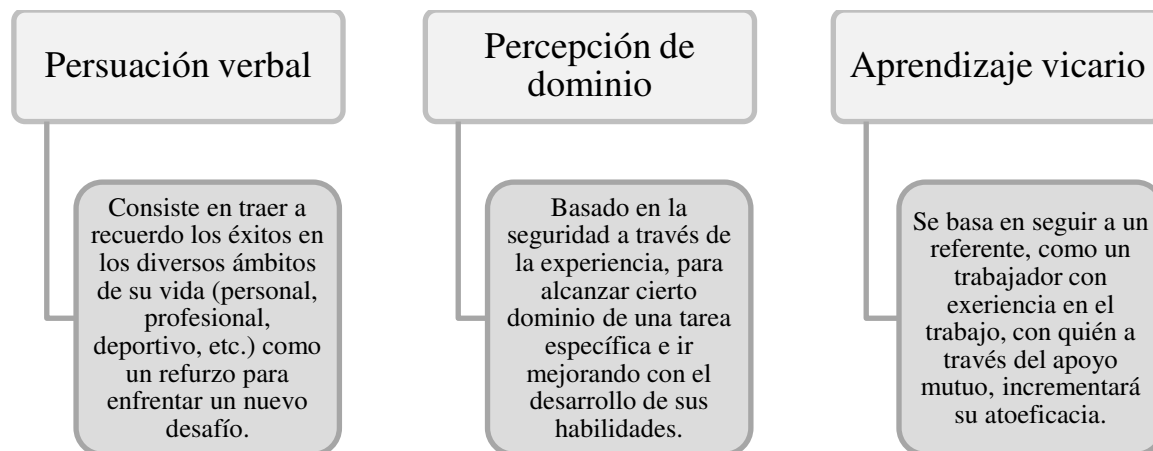 Persuación verbal
Consiste en traer a
recuerdo los éxitos en
los diversos ámbitos
de su vida (personal,
profesional,
deportivo, etc.) como
un refurzo para
enfrentar un nuevo
desafío.
Percepción de
dominio
Basado en la
seguridad a través de
la experiencia, para
alcanzar cierto
dominio de una tarea
específica e ir
mejorando con el
desarrollo de sus
habilidades.
Aprendizaje vicario
Se basa en seguir a un
referente, como un
trabajador con
exeriencia en el
trabajo, con quién a
través del apoyo
mutuo, incrementará
su atoeficacia.